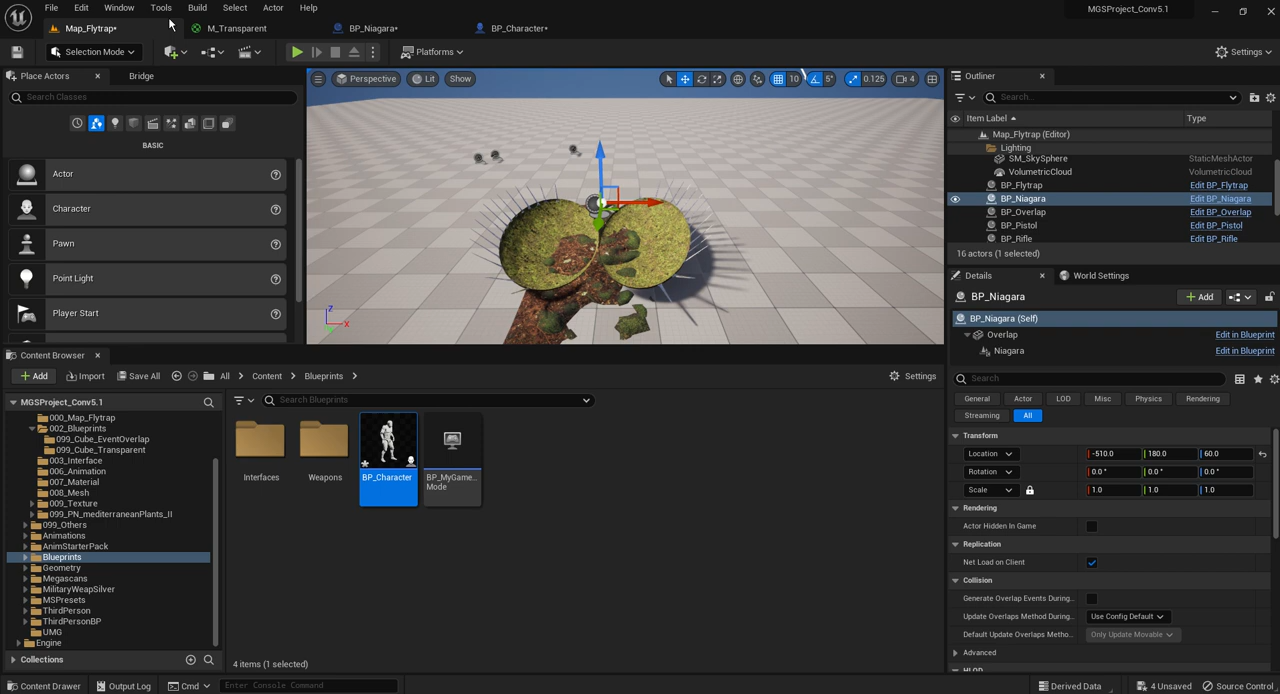 File Edit Window Tools Build Select Actor Help
MGSProject_Conv5.1
Map_Flytrap•
M_Transparent
BP_Niagara•
BP_Character•
Selection Mode
Platforms
Settings
Place Actors
Bridge
Search Classes
BASIC
Actor
Character
Pawn
Point Light
Player Start
Perspective
Lit
Show
10
5°
0.125
4
Z
X
Outliner
Search...
Item Label
Type
Map_Flytrap (Editor)
Lighting
SM_SkySphere StaticMeshActor
VolumetricCloud VolumetricCloud
BP_Flytrap Edit BP_Flytrap
BP_Niagara Edit BP_Niagara
BP_Overlap Edit BP_Overlap
BP_Pistol Edit BP_Pistol
BP_Rifle Edit BP_Rifle
16 actors (1 selected)
Details
World Settings
BP_Niagara
Add
BP_Niagara (Self)
Overlap Edit in Blueprint
Niagara Edit in Blueprint
Search
General Actor LOD Misc Physics Rendering
Streaming All
Transform
Location -510.0 180.0 60.0
Rotation 0.0 ° 0.0 ° 0.0 °
Scale 1.0 1.0 1.0
Rendering
Actor Hidden In Game
Replication
Net Load on Client
Collision
Generate Overlap Events During...
Update Overlaps Method During... Use Config Default
Default Update Overlaps Metho... Only Update Movable
Advanced
HLOD
Content Browser
Add
Import
Save All
All
Content
Blueprints
Settings
MGSProject_Conv5.1
000_Map_Flytrap
002_Blueprints
099_Cube_EventOverlap
099_Cube_Transparent
003_Interface
006_Animation
007_Material
008_Mesh
009_Texture
099_PN_mediterraneanPlants_II
099_Others
Animations
AnimStarterPack
Blueprints
Geometry
Megascans
MilitaryWeapSilver
MSPresets
ThirdPerson
ThirdPersonBP
UMG
Engine
Collections
Search Blueprints
Interfaces
Weapons
BP_Character
BP_MyGame...
Mode
4 items (1 selected)
Content Drawer
Output Log
Cmd
Enter Console Command
Derived Data
4 Unsaved
Source Control